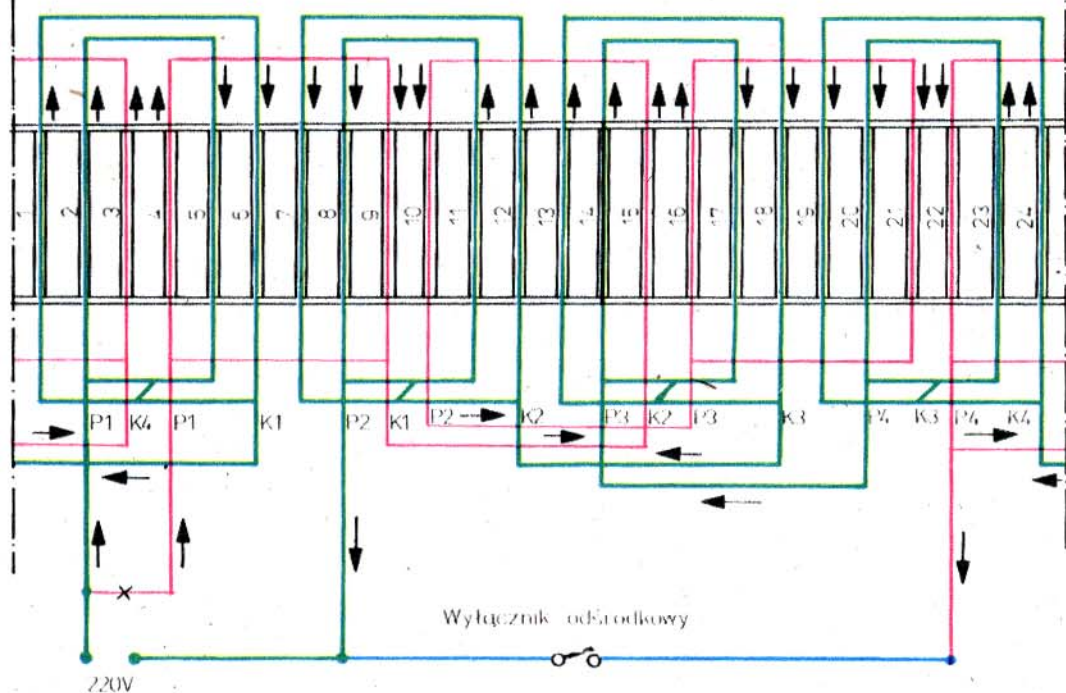 1 2 3 4 5 6 7 8 9 10 11 12 13 14 15 16 17 18 19 20 21 22 23 24
P1 K4 P1 K1 P2 K1 P2 K2 P3 K2 P3 K3 P4 K3 P4 K4
Wyłącznik odśrodkowy
220V